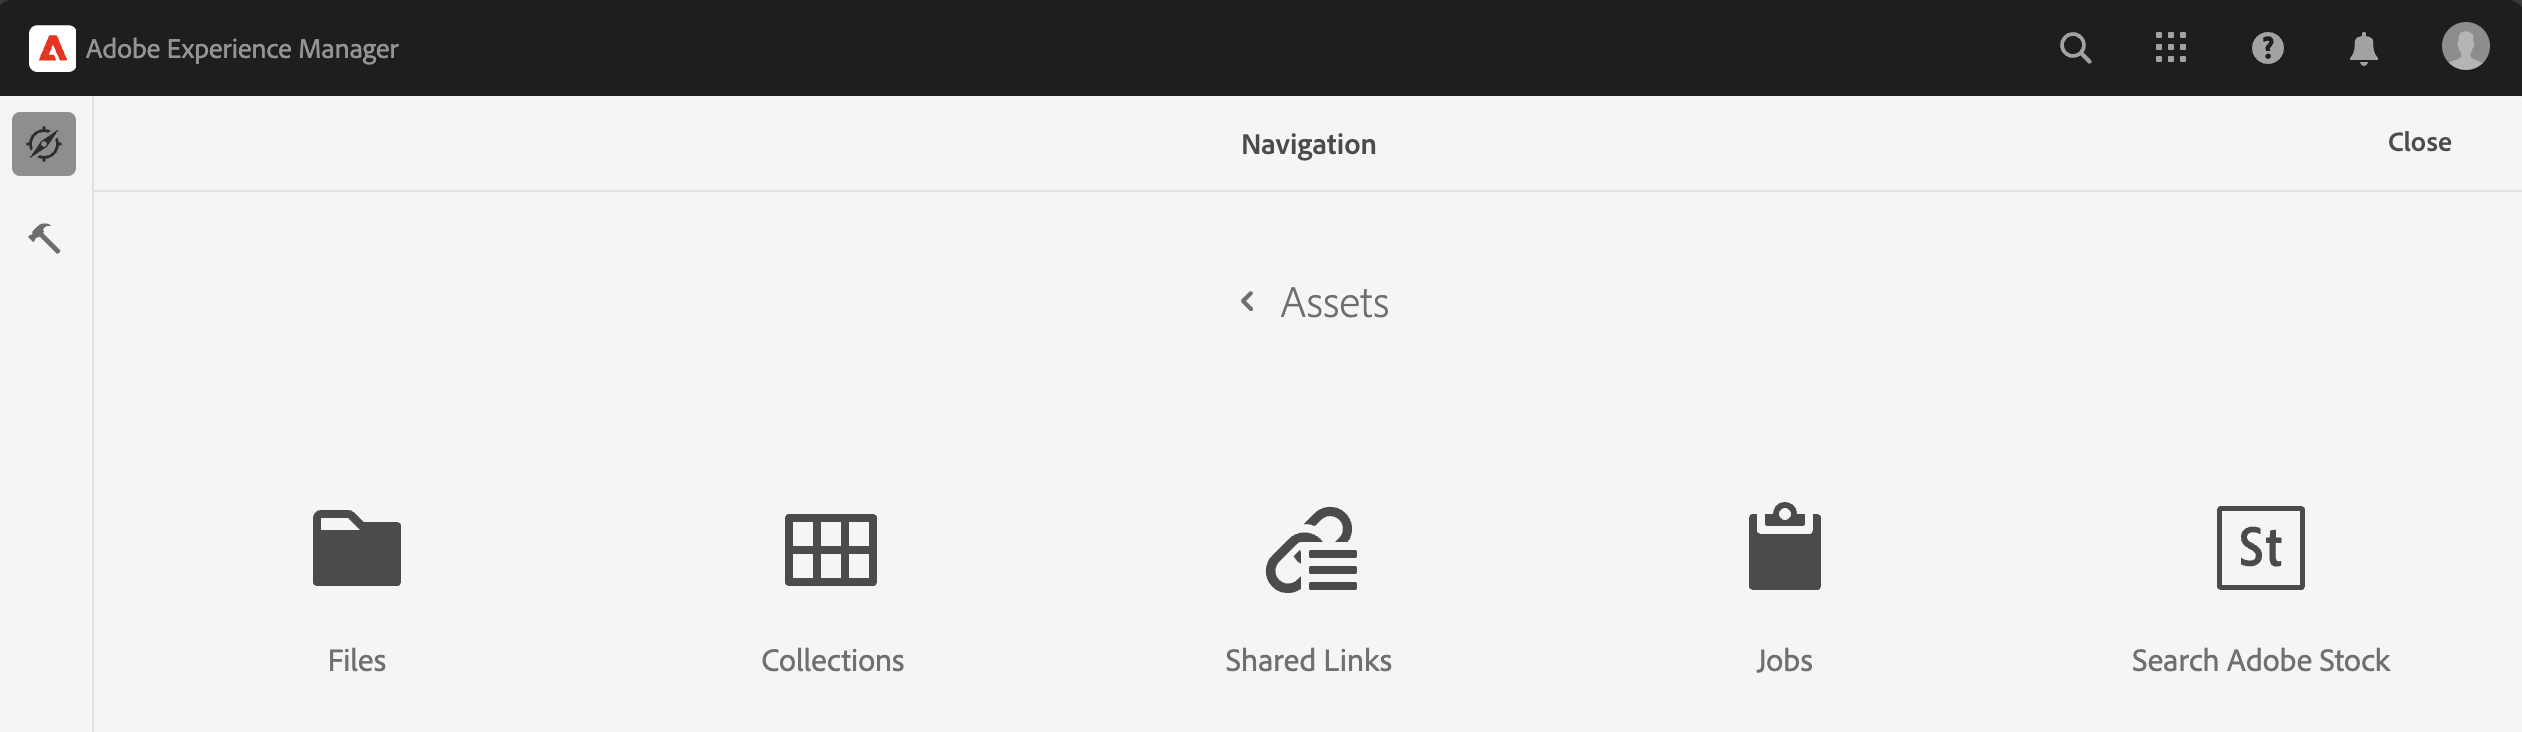 Adobe Experience Manager
Navigation
Close
Assets
St
Files
Collections
Shared Links
Jobs
Search Adobe Stock